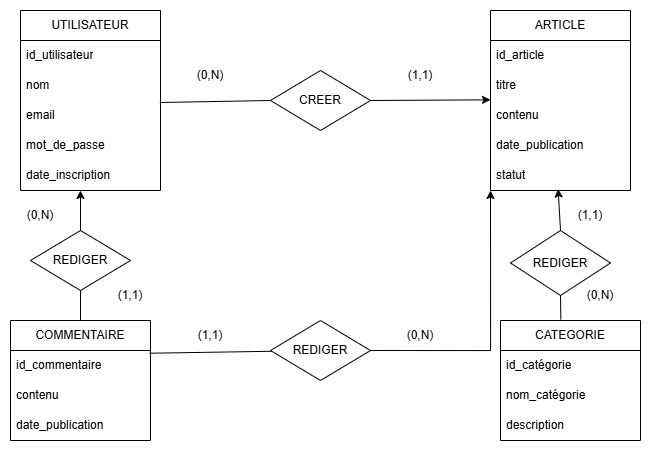 UTILISATEUR
id_utilisateur
nom
email
mot_de_passe
date_inscription
(0,N)
CREER
(1,1)
ARTICLE
id_article
titre
contenu
date_publication
statut
(0,N)
REDIGER
(1,1)
(1,1)
REDIGER
(0,N)
COMMENTAIRE
id_commentaire
contenu
date_publication
(1,1)
REDIGER
(0,N)
CATEGORIE
id_catégorie
nom_catégorie
description